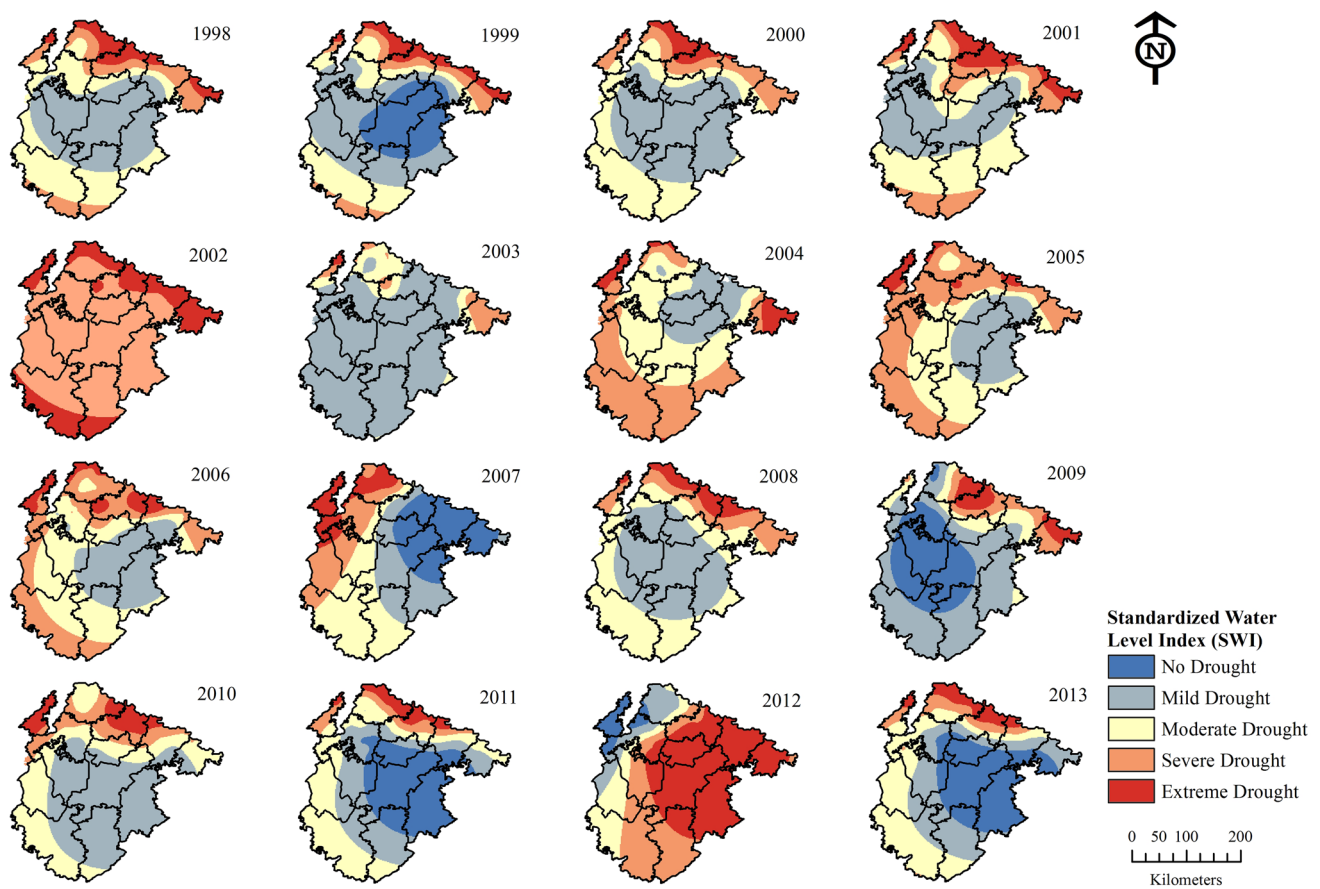 1998
1999
2000
2001
N
2002
2003
2004
2005
2006
2007
2008
2009
Standardized Water
Level Index (SWI)
No Drought
Mild Drought
Moderate Drought
Severe Drought
Extreme Drought
2010
2011
2012
2013
0 50 100 200
Kilometers